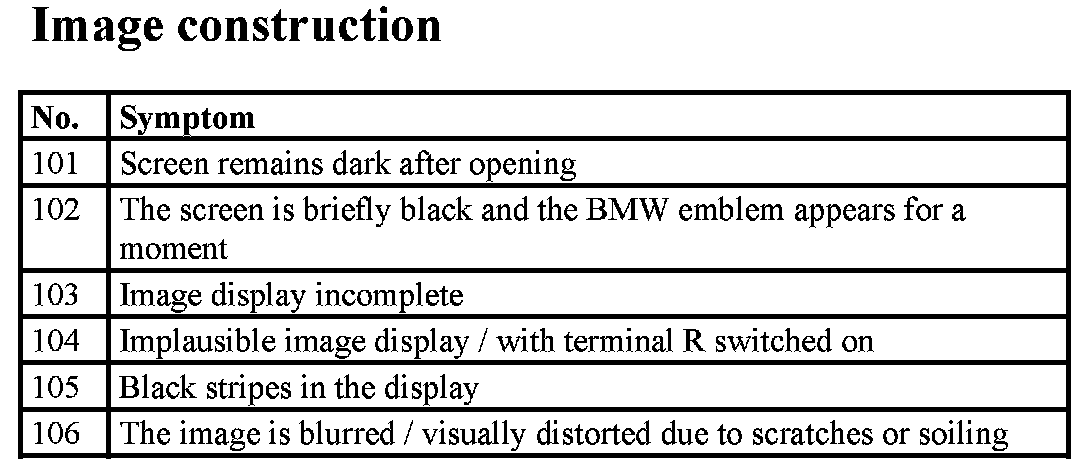 Image construction
No. Symptom
101 Screen remains dark after opening
102 The screen is briefly black and the BMW emblem appears for a
moment
103 Image display incomplete
104 Implausible image display / with terminal R switched on
105 Black stripes in the display
106 The image is blurred / visually distorted due to scratches or soiling